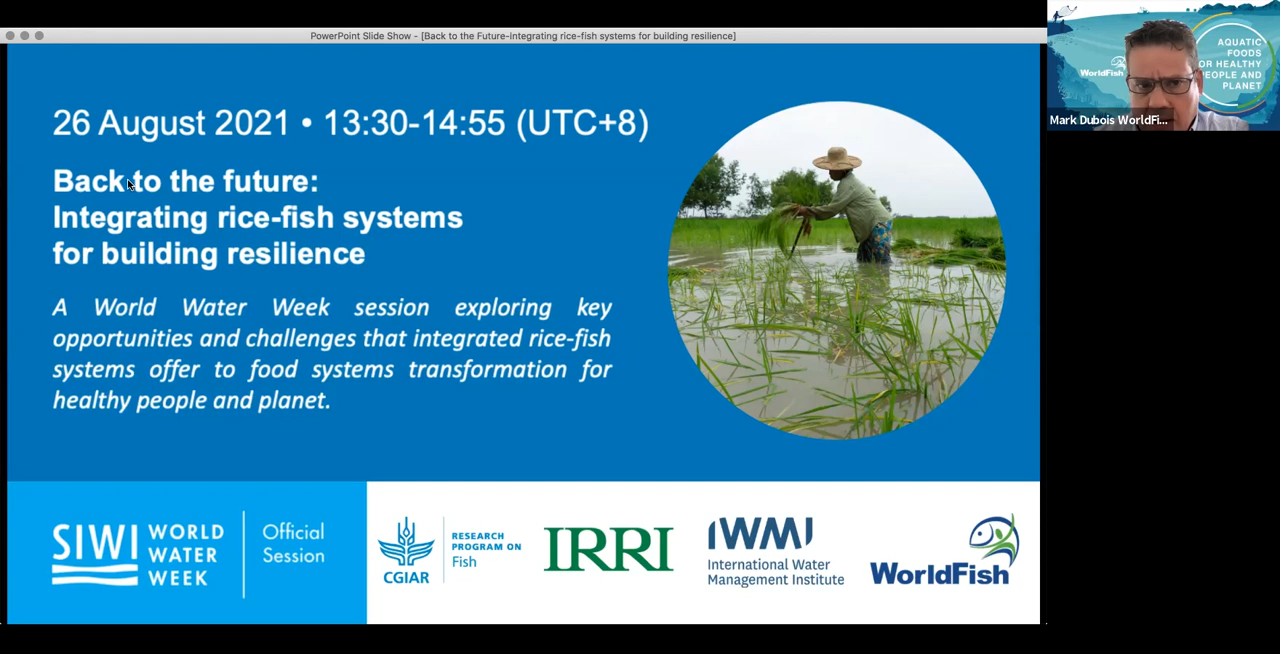 PowerPoint Slide Show - [Back to the Future-Integrating rice-fish systems for building resilience]
26 August 2021 • 13:30-14:55 (UTC+8)
Back to the future:
Integrating rice-fish systems
for building resilience
A World Water Week session exploring key
opportunities and challenges that integrated rice-fish
systems offer to food systems transformation for
healthy people and planet.
SIWI
WORLD
WATER
WEEK
Official
Session
CGIAR
RESEARCH
PROGRAM ON
Fish
IRRI
IWMI
International Water
Management Institute
WorldFish
WorldFish
AQUATIC
FOODS
OR HEALTHY
PEOPLE AND
PLANET
Mark Dubois WorldFi...